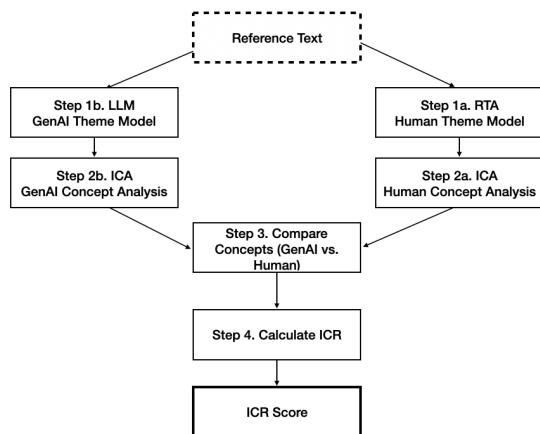 Reference Text
Step 1b. LLM
GenAI Theme Model
Step 1a. RTA
Human Theme Model
Step 2b. ICA
GenAI Concept Analysis
Step 2a. ICA
Human Concept Analysis
Step 3. Compare
Concepts (GenAI vs.
Human)
Step 4. Calculate ICR
ICR Score